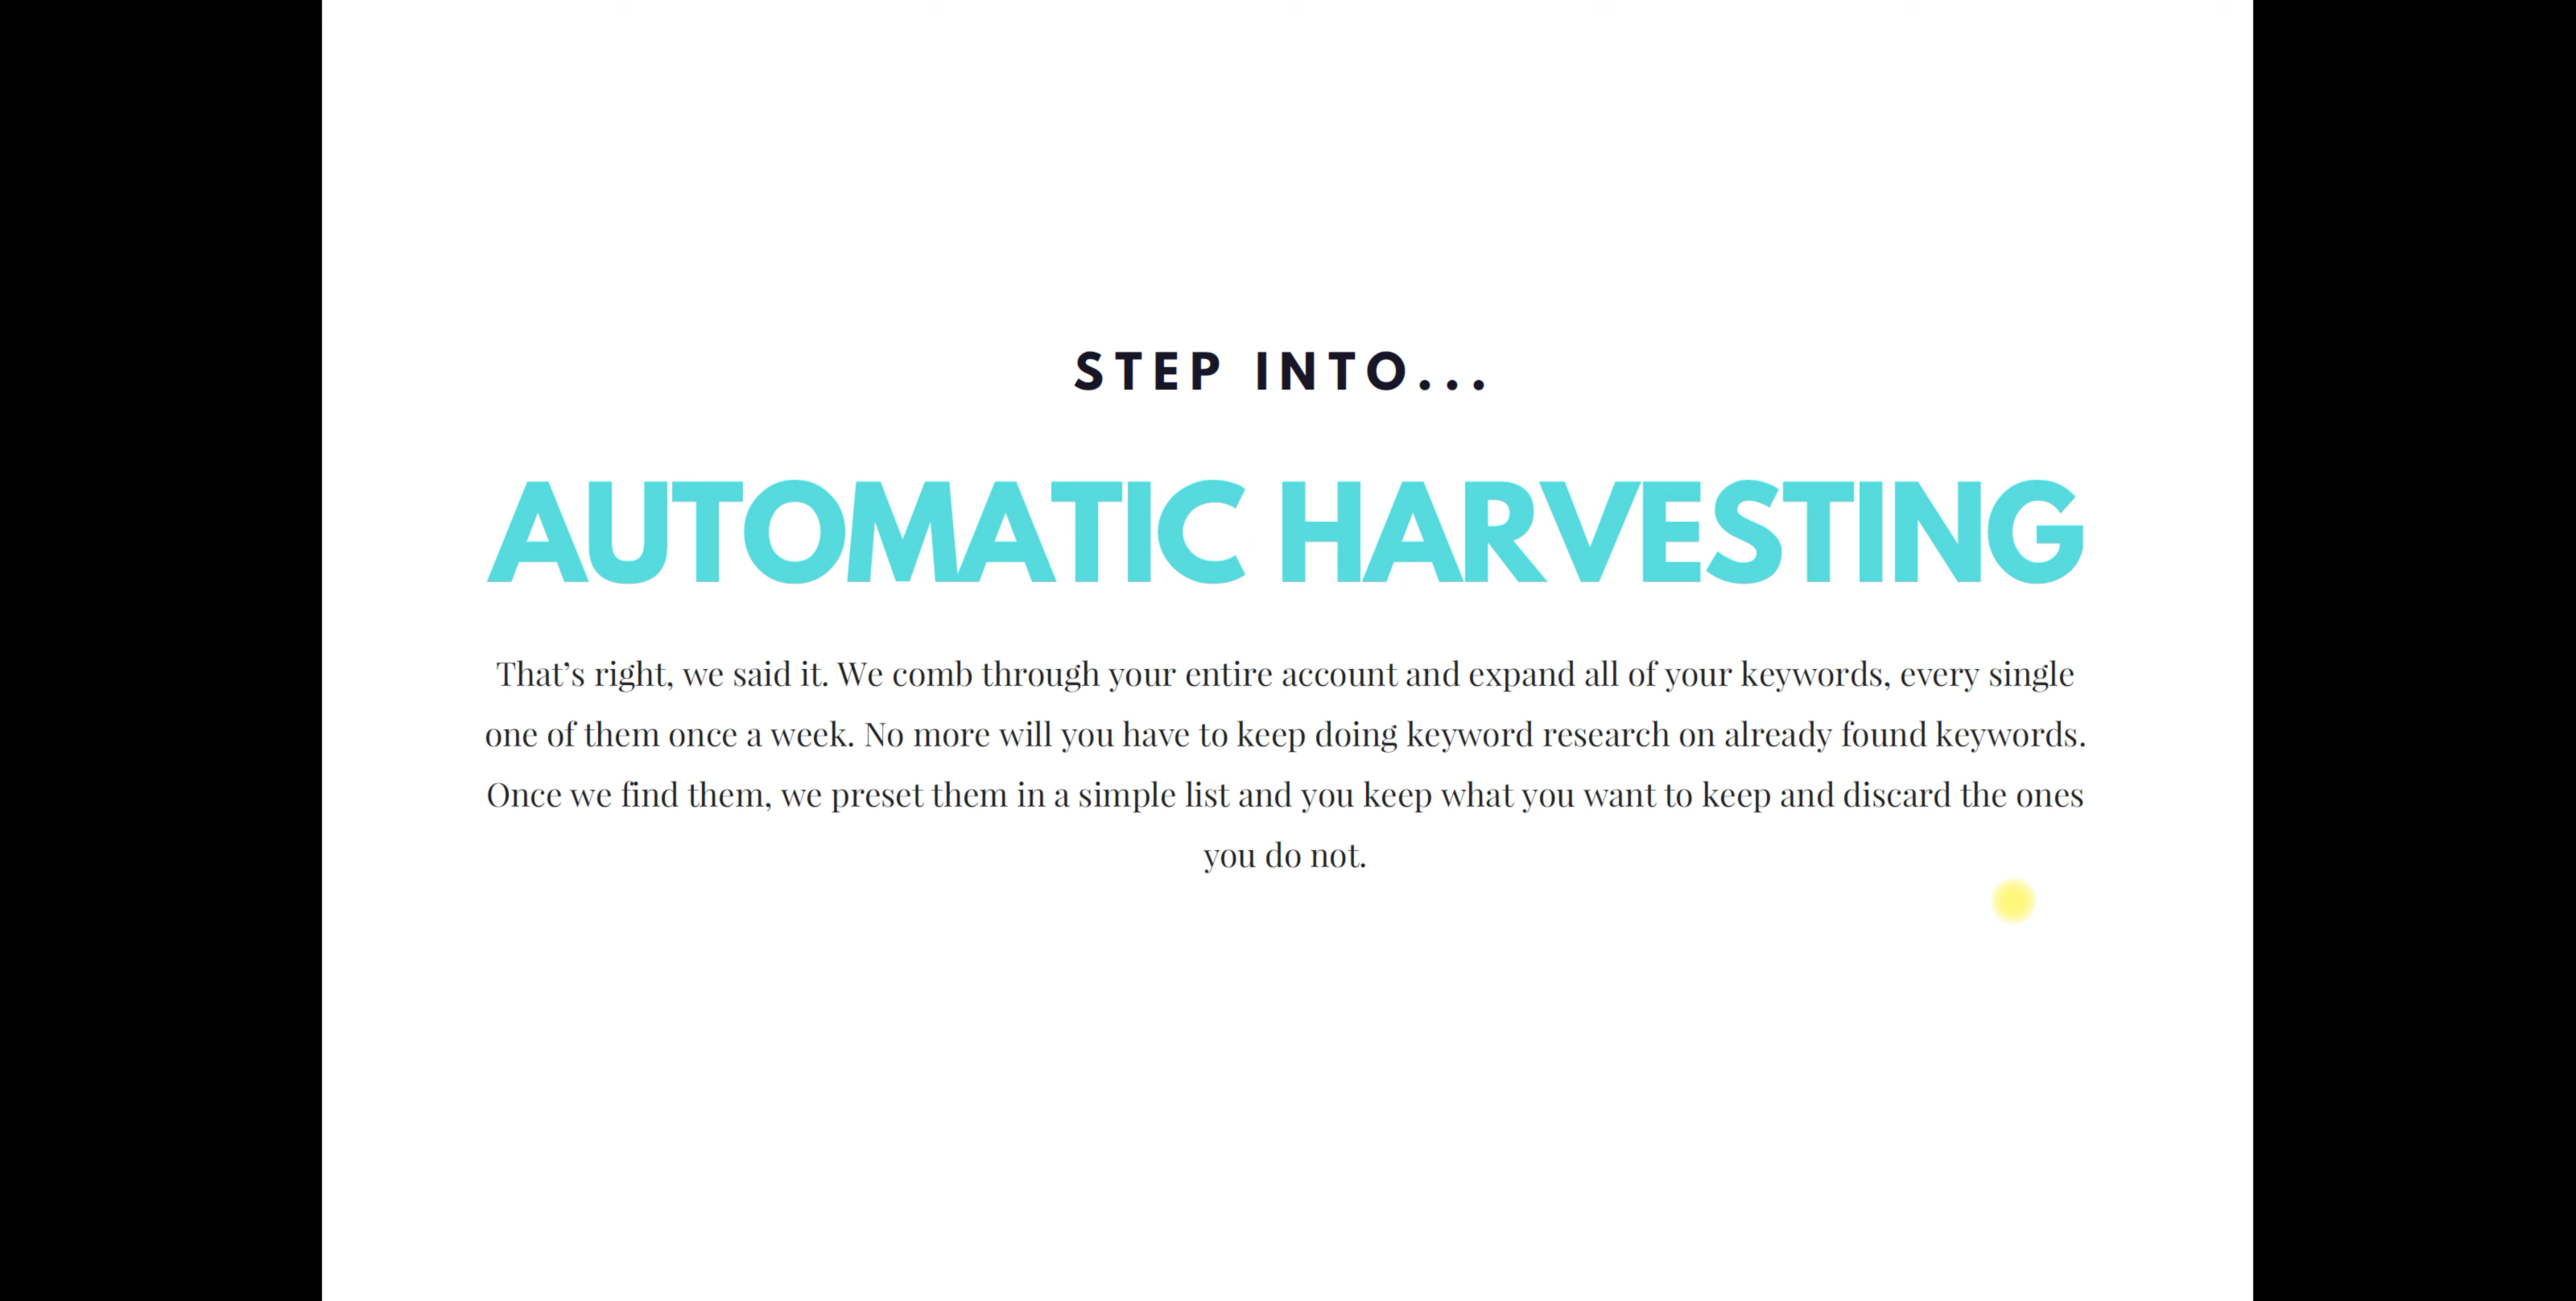 STEP INTO...
AUTOMATIC HARVESTING
That’s right, we said it. We comb through your entire account and expand all of your keywords, every single
one of them once a week. No more will you have to keep doing keyword research on already found keywords.
Once we find them, we preset them in a simple list and you keep what you want to keep and discard the ones
you do not.